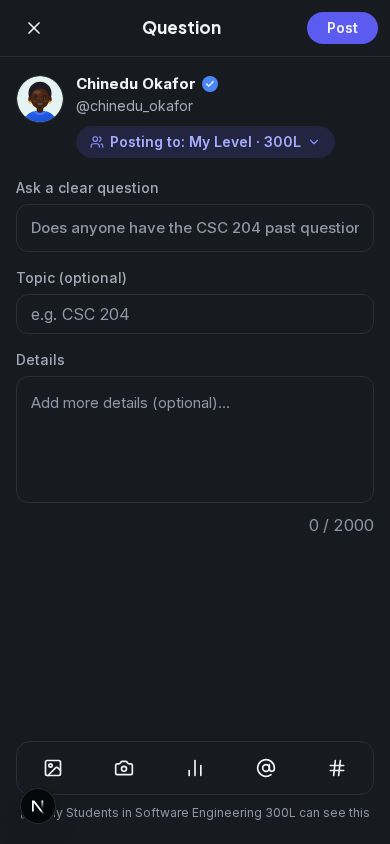 Question
Post
Chinedu Okafor
@chinedu_okafor
Posting to: My Level · 300L
Ask a clear question
Does anyone have the CSC 204 past question
Topic (optional)
e.g. CSC 204
Details
Add more details (optional)...
0 / 2000
N
Students in Software Engineering 300L can see this